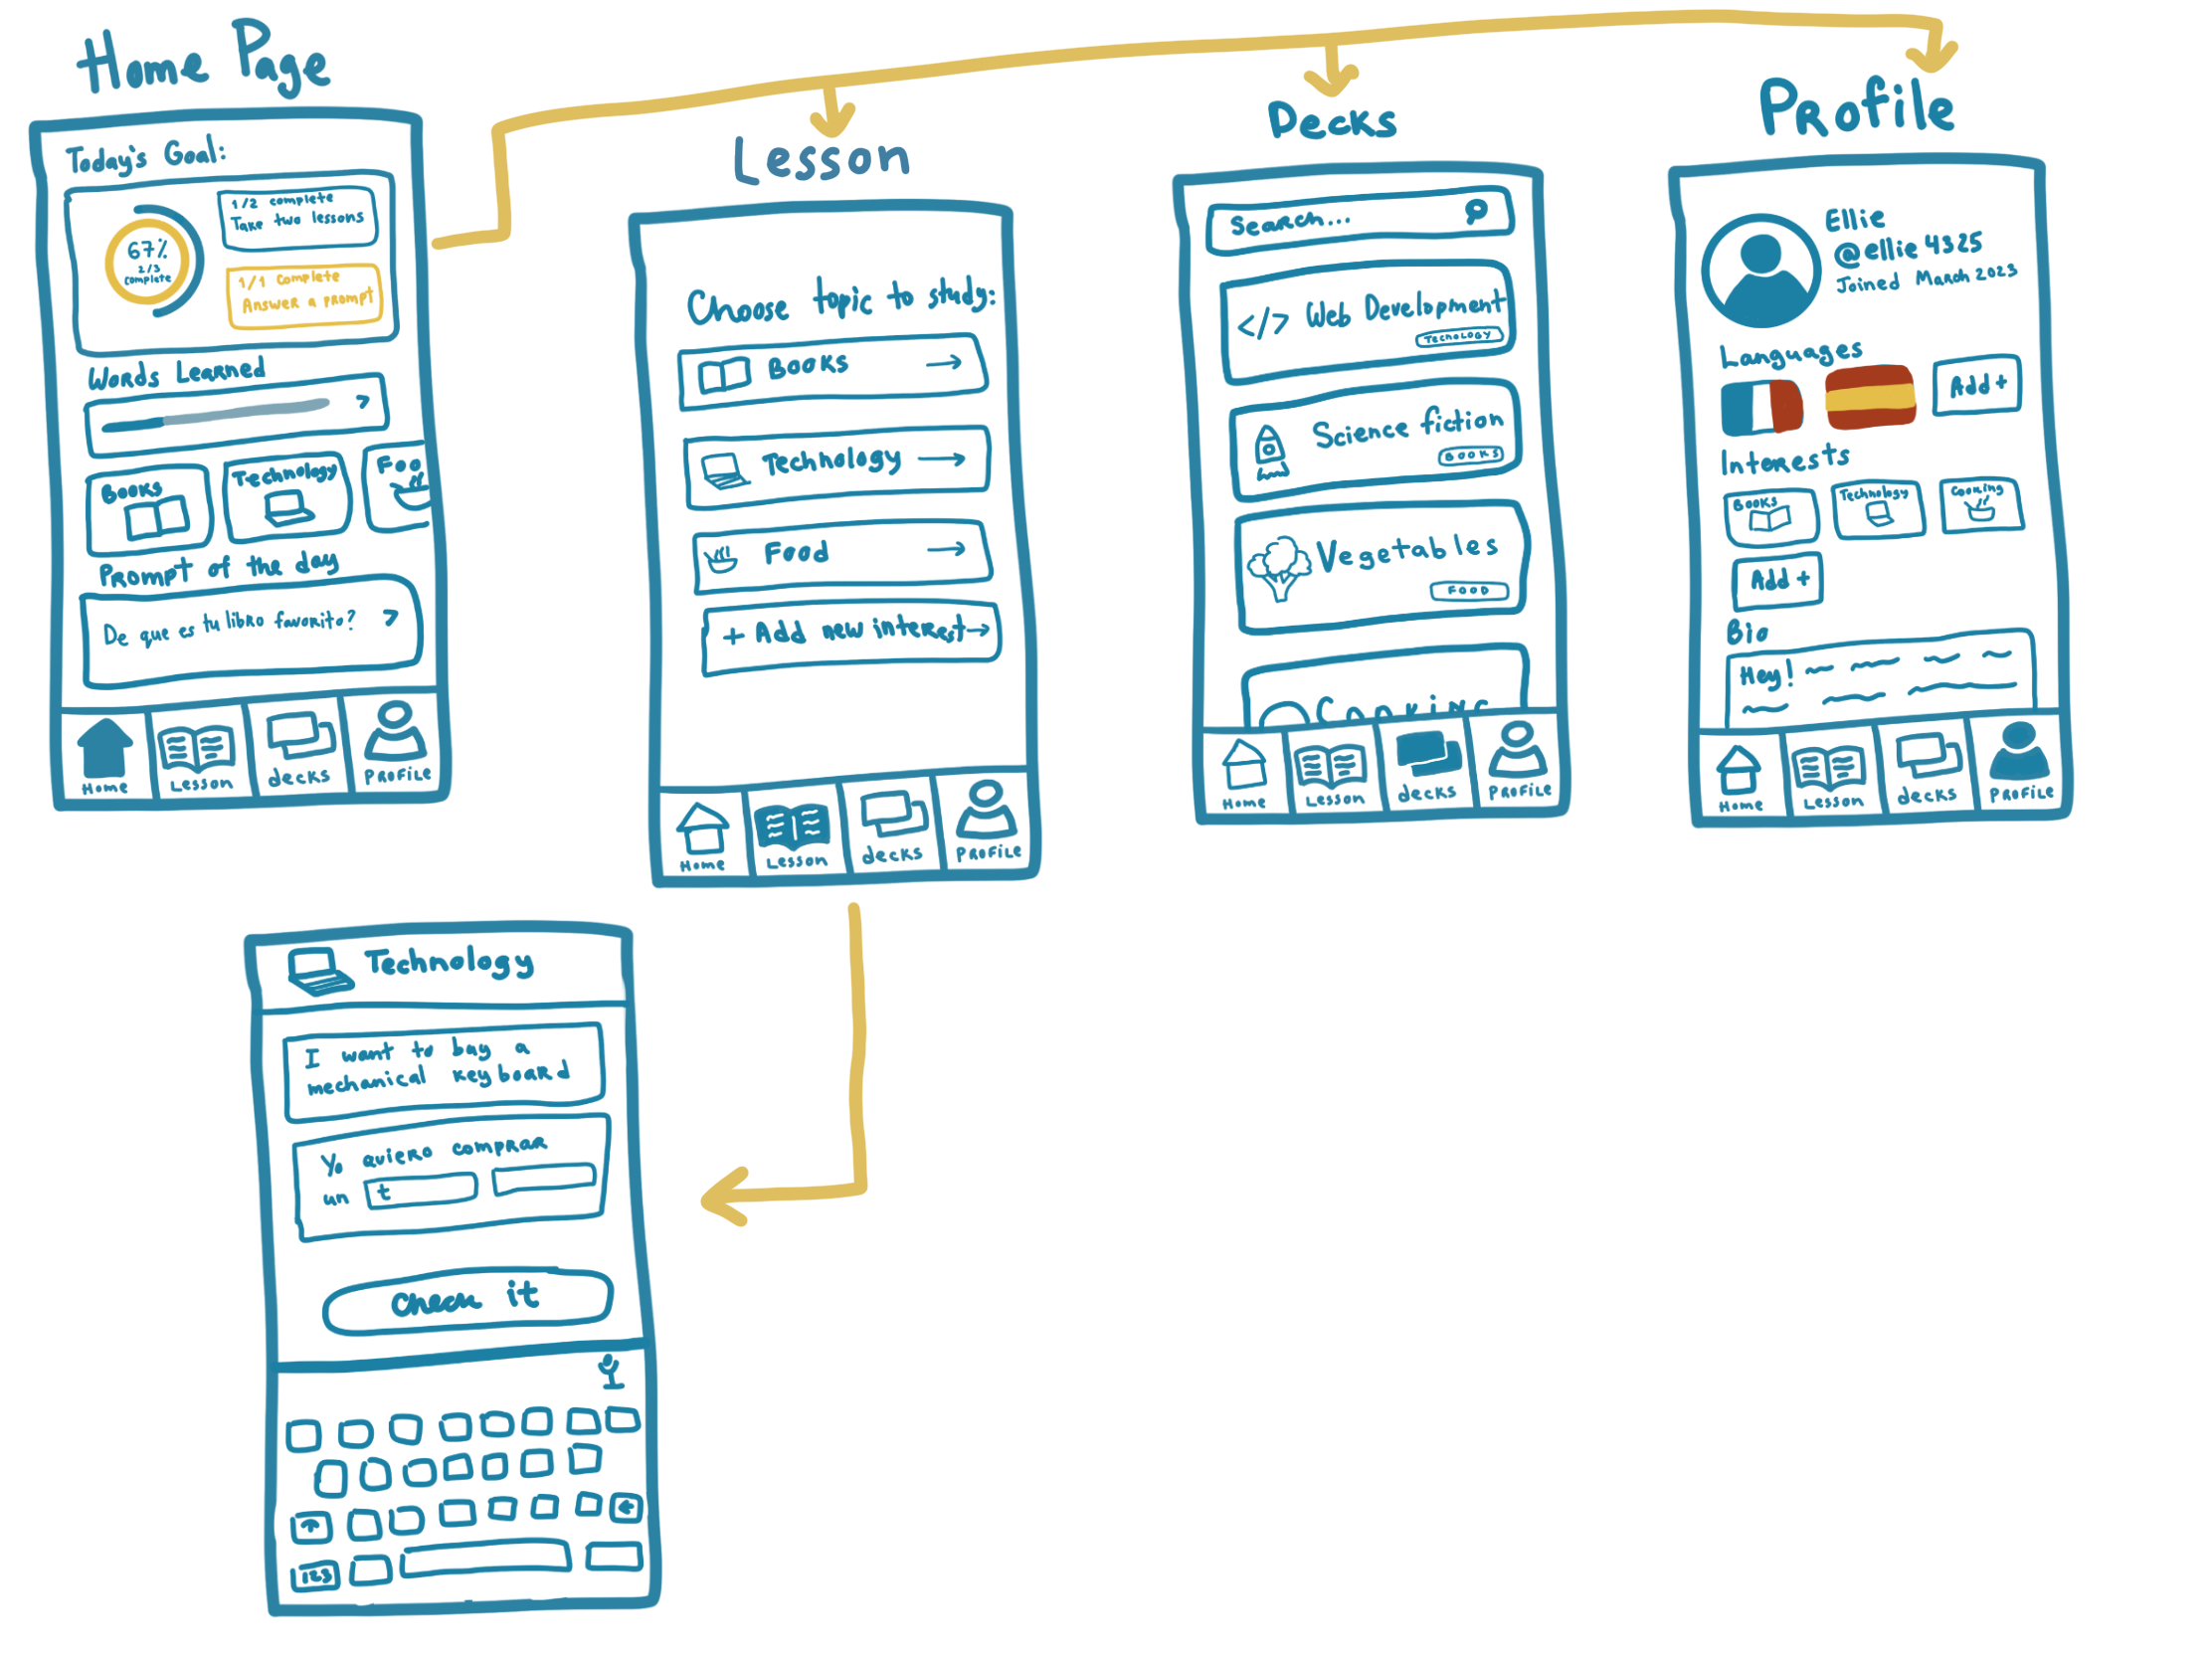 Home Page
Today's Goal:
67%
2/3
complete
1/2 complete
Take two lessons
1/1 complete
Answer a prompt
Words Learned
Books
Technology
Foo
Prompt of the day
De que es tu libro favorito?
Home
Lesson
decks
Profile
Lesson
Choose topic to study:
Books
Technology
Food
+ Add new interest
Home
Lesson
decks
Profile
Decks
Search...
</> Web Development
Technology
Science fiction
Books
Vegetables
Food
Cooking
Home
Lesson
decks
Profile
Profile
Ellie
@ellie4325
Joined March 2023
Languages
Add+
Interests
Books
Technology
Cooking
Add +
Bio
Hey!
Home
Lesson
decks
Profile
Technology
I want to buy a
mechanical keyboard
Yo quiero comprar
un t
Check it
123